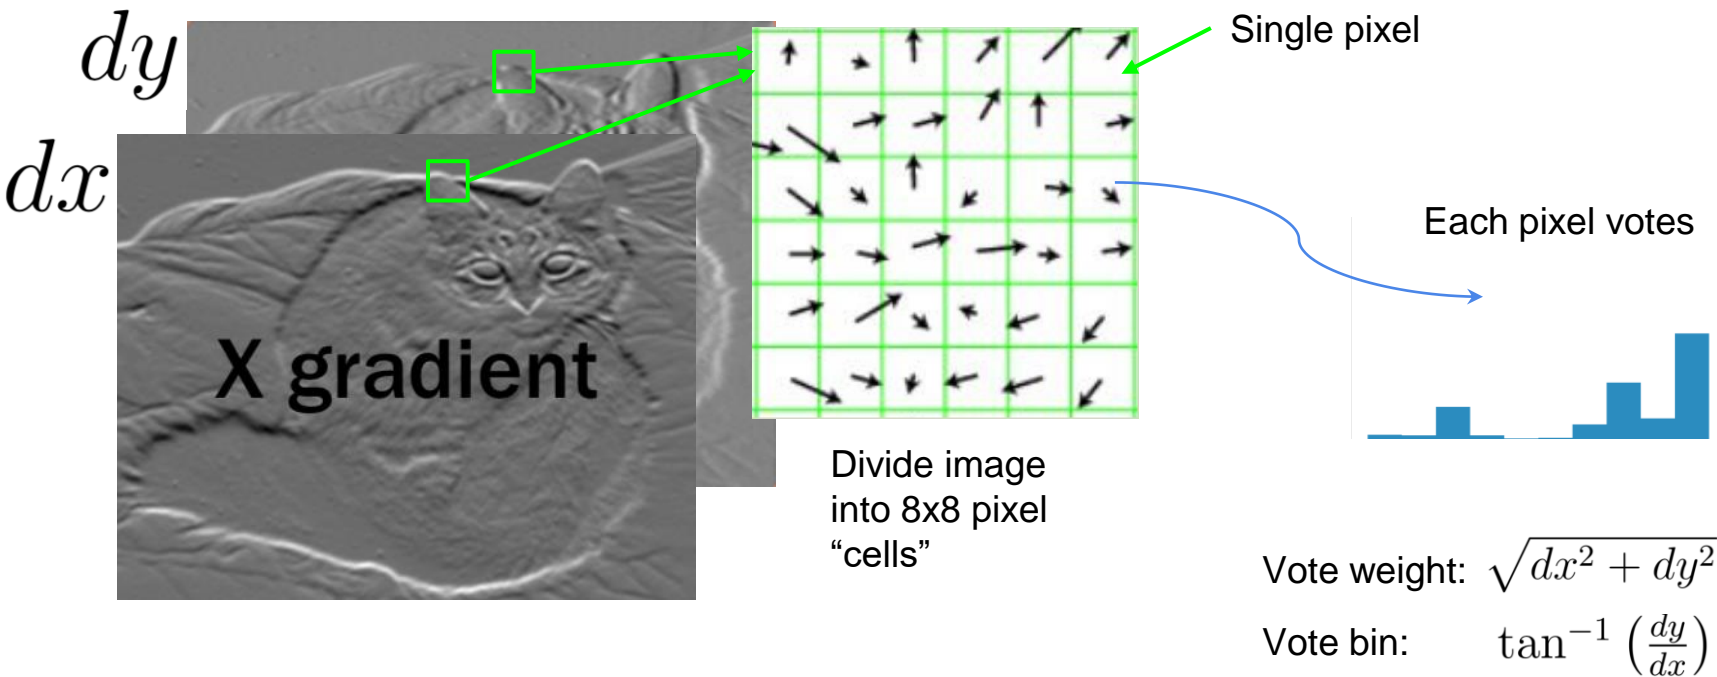 dy
dx
X gradient
Single pixel
Each pixel votes
Divide image
into 8x8 pixel
“cells”
Vote weight: √(dx² + dy²)
Vote bin: tan⁻¹ (dy/dx)